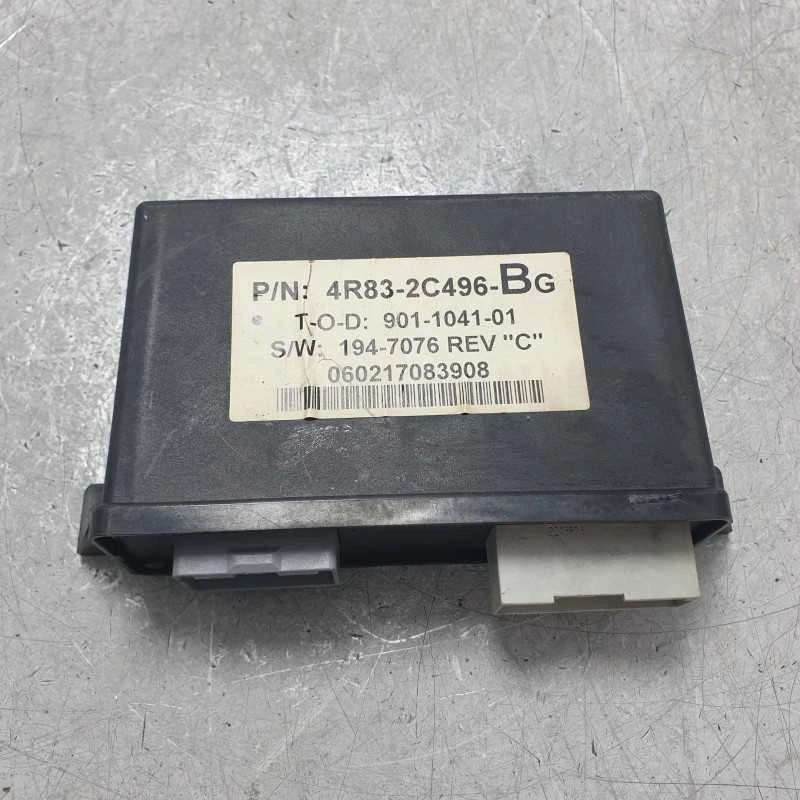 P/N: 4R83-2C496-BG
T-O-D: 901-1041-01
S/W: 194-7076 REV "C"
060217083908